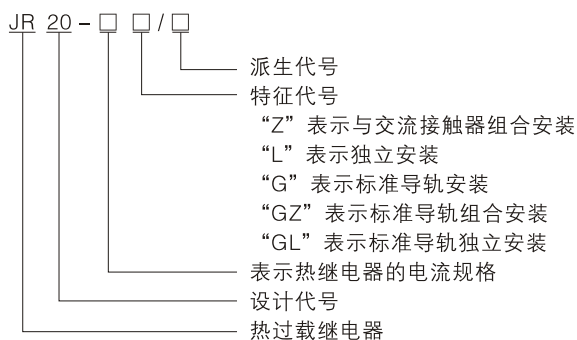 JR 20-□ □/□
派生代号
特征代号
“Z”表示与交流接触器组合安装
“L”表示独立安装
“G”表示标准导轨安装
“GZ”表示标准导轨组合安装
“GL”表示标准导轨独立安装
表示热继电器的电流规格
设计代号
热过载继电器